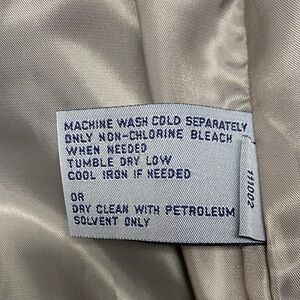 MACHINE WASH COLD SEPARATELY
ONLY NON-CHLORINE BLEACH
WHEN NEEDED
TUMBLE DRY LOW
COOL IRON IF NEEDED
OR
DRY CLEAN WITH PETROLEUM
SOLVENT ONLY
111002